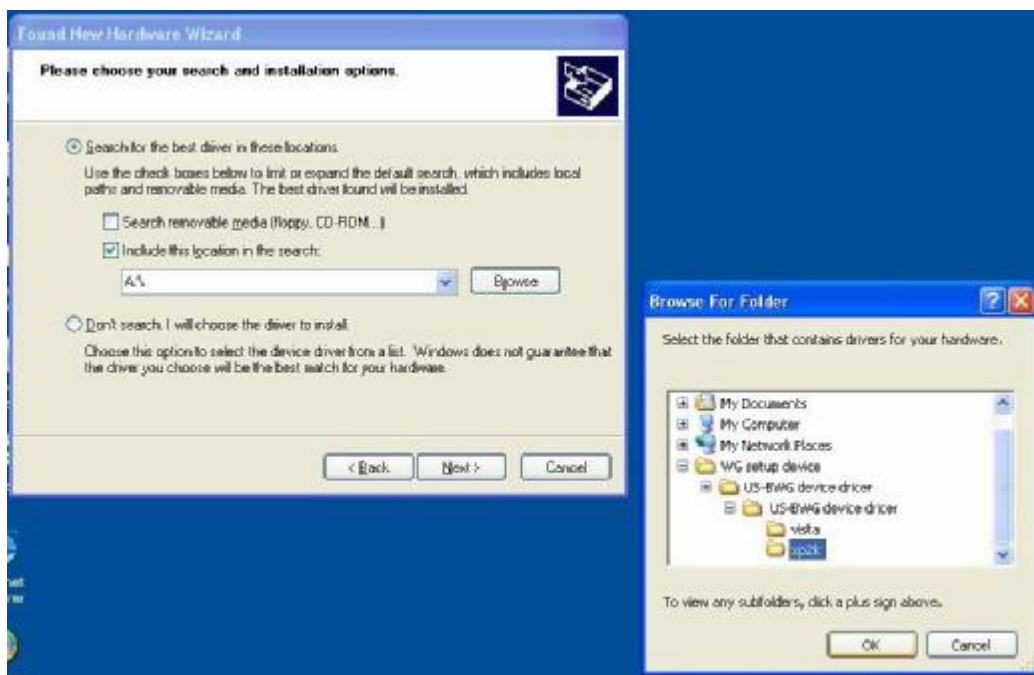 Found New Hardware Wizard
Please choose your search and installation options.
Search for the best driver in these locations.
Use the check boxes below to limit or expand the default search, which includes local
paths and removable media. The best driver found will be installed.
Search removable media (floppy, CD-ROM...)
Include this location in the search:
A:\
Browse
Don't search. I will choose the driver to install.
Choose this option to select the device driver from a list. Windows does not guarantee that
the driver you choose will be the best match for your hardware.
< Back
Next >
Cancel
Browse For Folder
Select the folder that contains drivers for your hardware.
My Documents
My Computer
My Network Places
WG setup device
US-BWG device dricer
US-BWG device dricer
vista
xp2k
To view any subfolders, click a plus sign above.
OK
Cancel